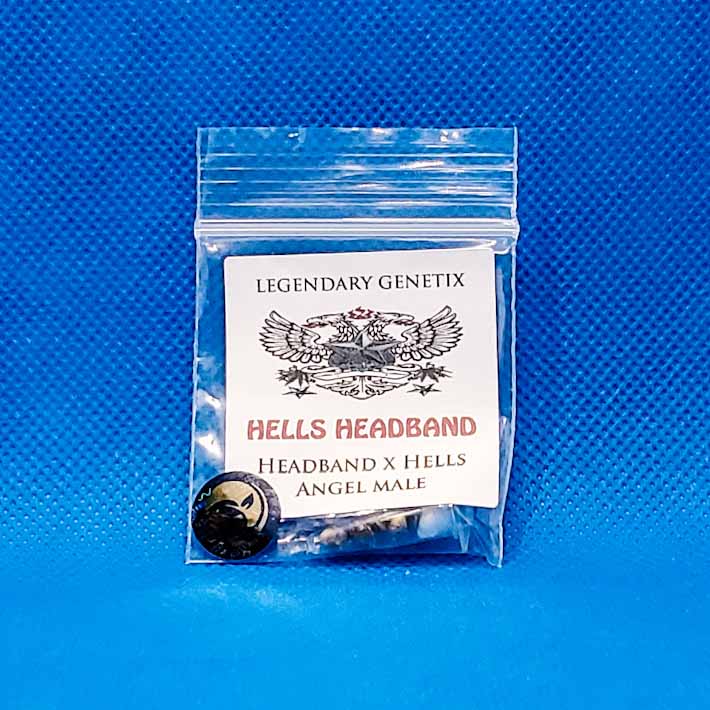 LEGENDARY GENETIX
HELLS HEADBAND
HEADBAND X HELLS
ANGEL MALE